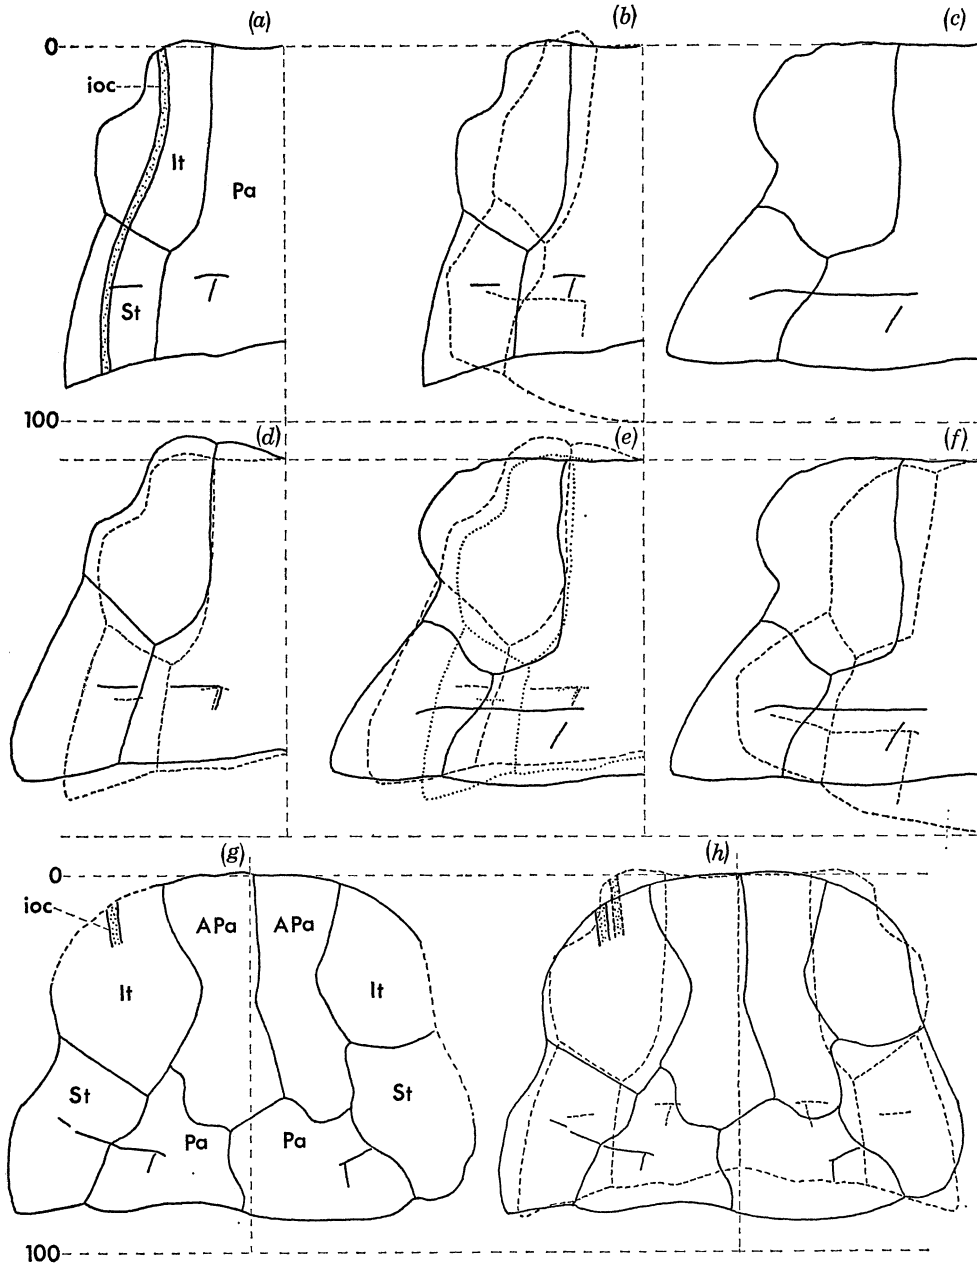 (a) (b) (c)
0
ioc
It
Pa
St
100
(d) (e) (f)
(g) (h)
0
ioc
APa APa
It It
St St
Pa Pa
100